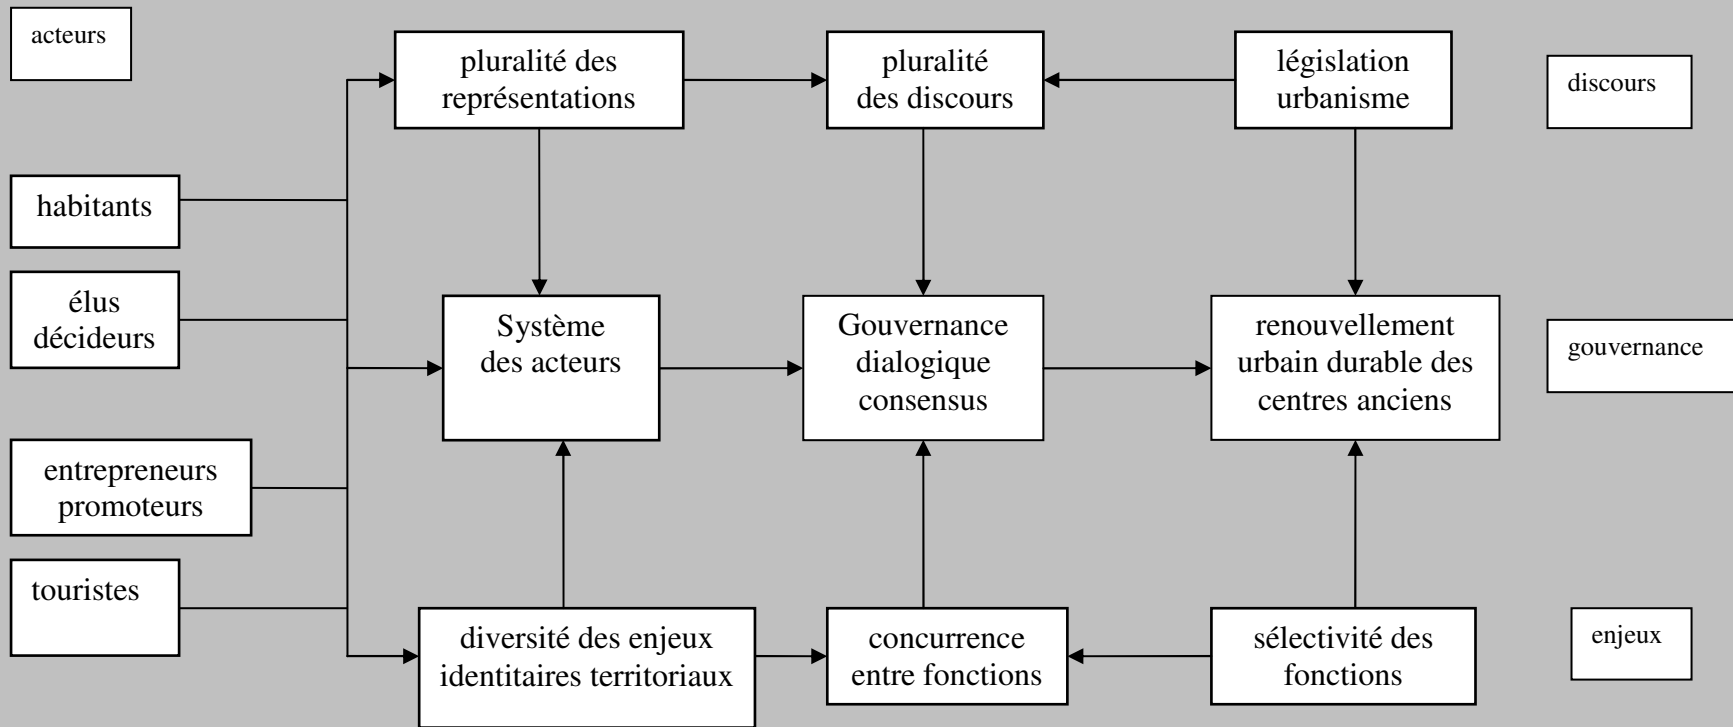 acteurs
pluralité des
représentations
pluralité
des discours
législation
urbanisme
discours
habitants
élus
décideurs
Système
des acteurs
Gouvernance
dialogique
consensus
renouvellement
urbain durable des
centres anciens
gouvernance
entrepreneurs
promoteurs
touristes
diversité des enjeux
identitaires territoriaux
concurrence
entre fonctions
sélectivité des
fonctions
enjeux